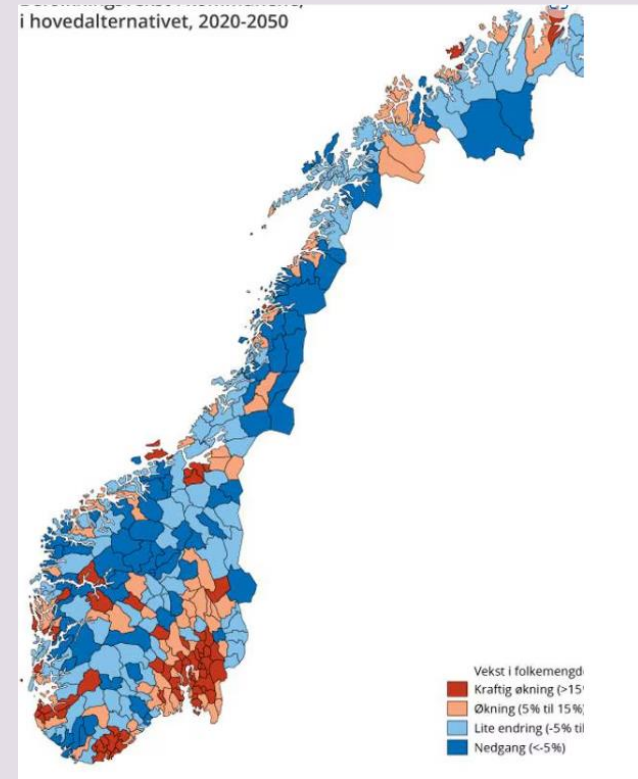 i hovedalternativet, 2020-2050
Vekst i folkemengd
Kraftig økning (>15
Økning (5% til 15%
Lite endring (-5% til
Nedgang (<-5%)